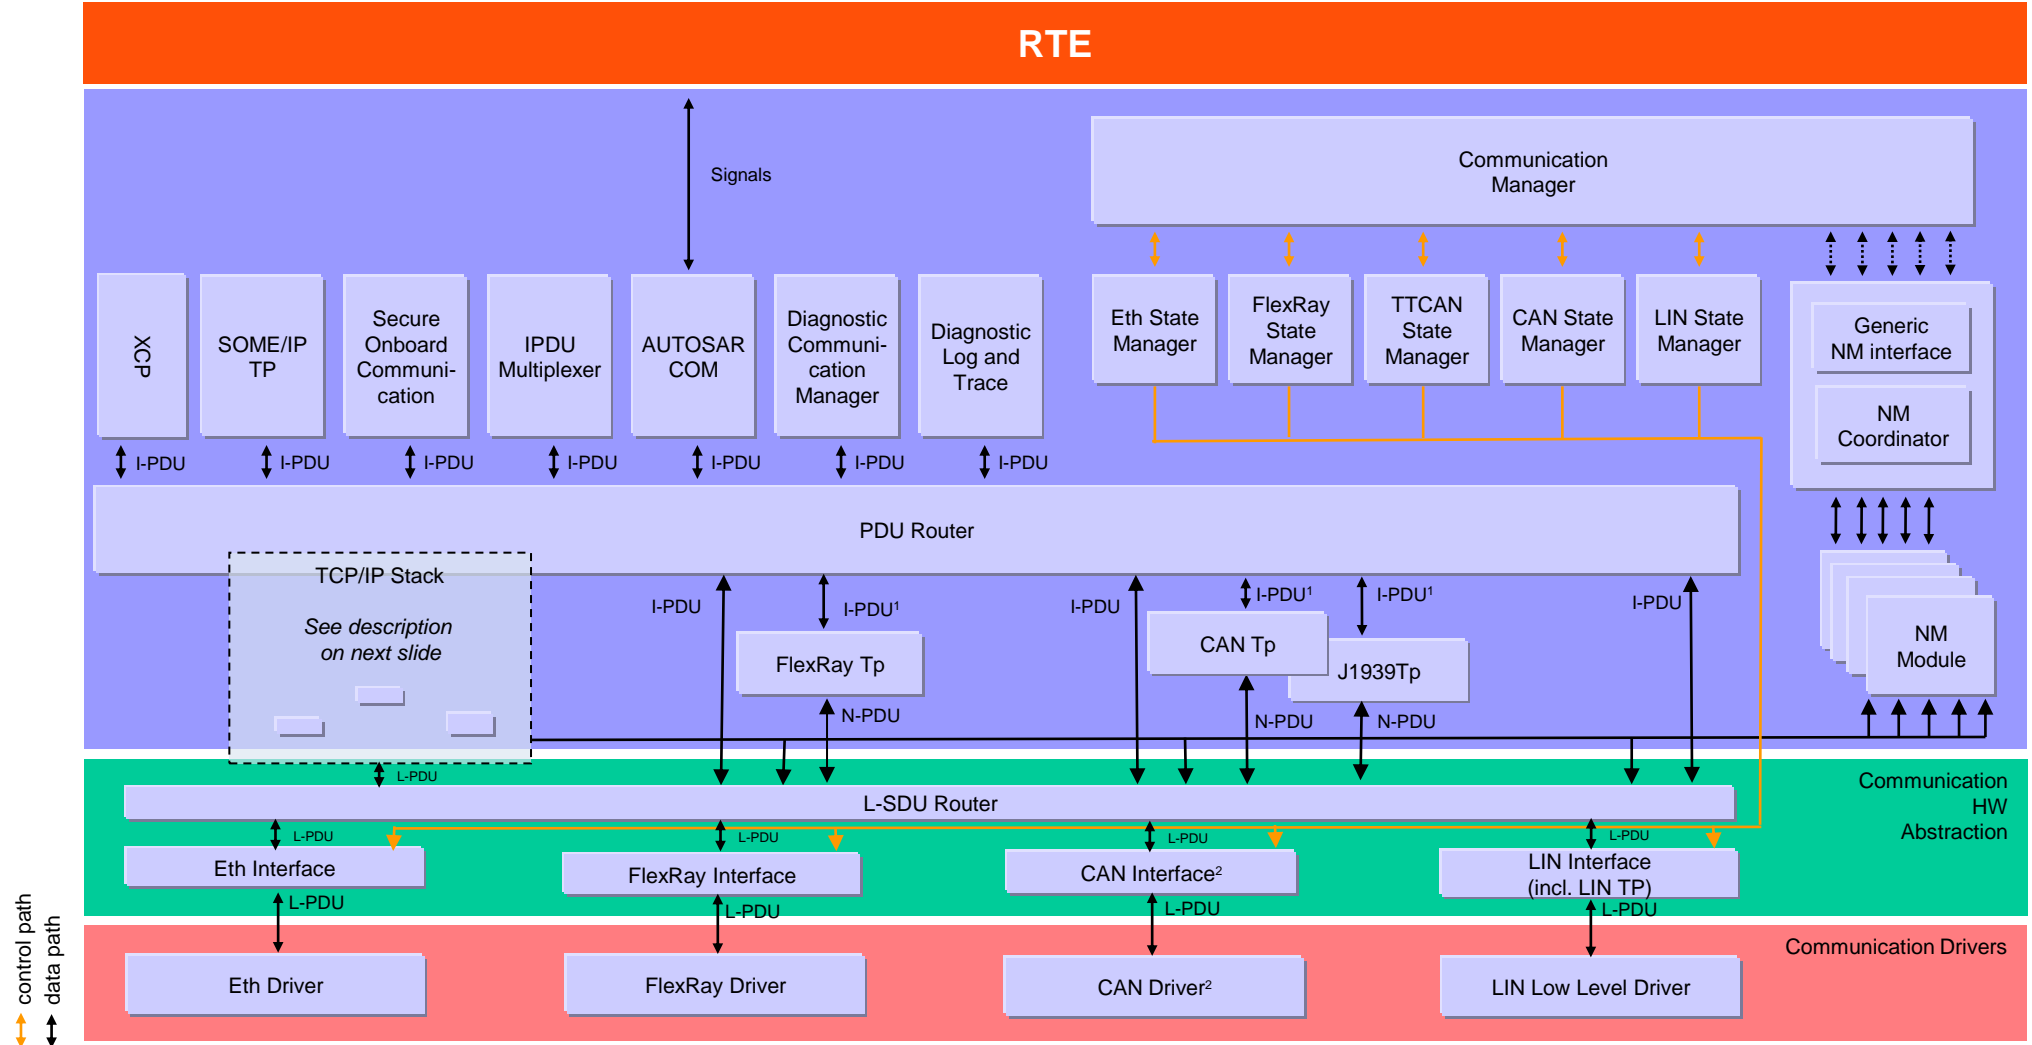 RTE
Signals
Communication
Manager
XCP
SOME/IP
TP
Secure
Onboard
Communi-
cation
IPDU
Multiplexer
AUTOSAR
COM
Diagnostic
Communi-
cation
Manager
Diagnostic
Log and
Trace
Eth State
Manager
FlexRay
State
Manager
TTCAN
State
Manager
CAN State
Manager
LIN State
Manager
Generic
NM interface
NM
Coordinator
I-PDU
I-PDU
I-PDU
I-PDU
I-PDU
I-PDU
I-PDU
PDU Router
TCP/IP Stack
See description
on next slide
I-PDU
I-PDU¹
I-PDU
I-PDU¹
I-PDU¹
I-PDU
FlexRay Tp
CAN Tp
J1939Tp
NM
Module
N-PDU
N-PDU
N-PDU
L-PDU
Communication
HW
Abstraction
L-SDU Router
L-PDU
L-PDU
L-PDU
L-PDU
Eth Interface
FlexRay Interface
CAN Interface²
LIN Interface
(incl. LIN TP)
L-PDU
L-PDU
L-PDU
L-PDU
Communication Drivers
Eth Driver
FlexRay Driver
CAN Driver²
LIN Low Level Driver
control path
data path